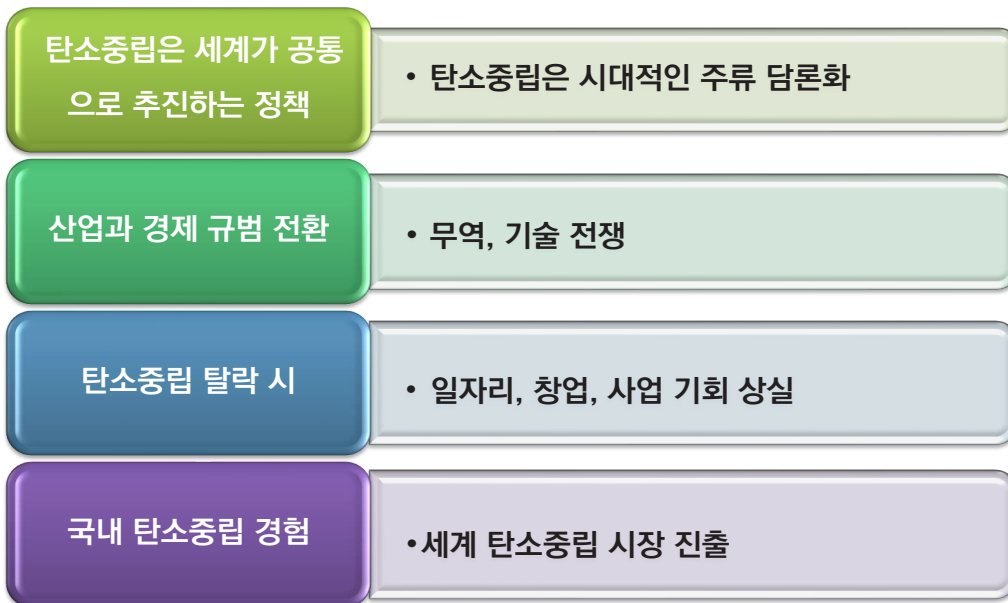 탄소중립은 세계가 공통
으로 추진하는 정책
• 탄소중립은 시대적인 주류 담론화
산업과 경제 규범 전환
• 무역, 기술 전쟁
탄소중립 탈락 시
• 일자리, 창업, 사업 기회 상실
국내 탄소중립 경험
•세계 탄소중립 시장 진출